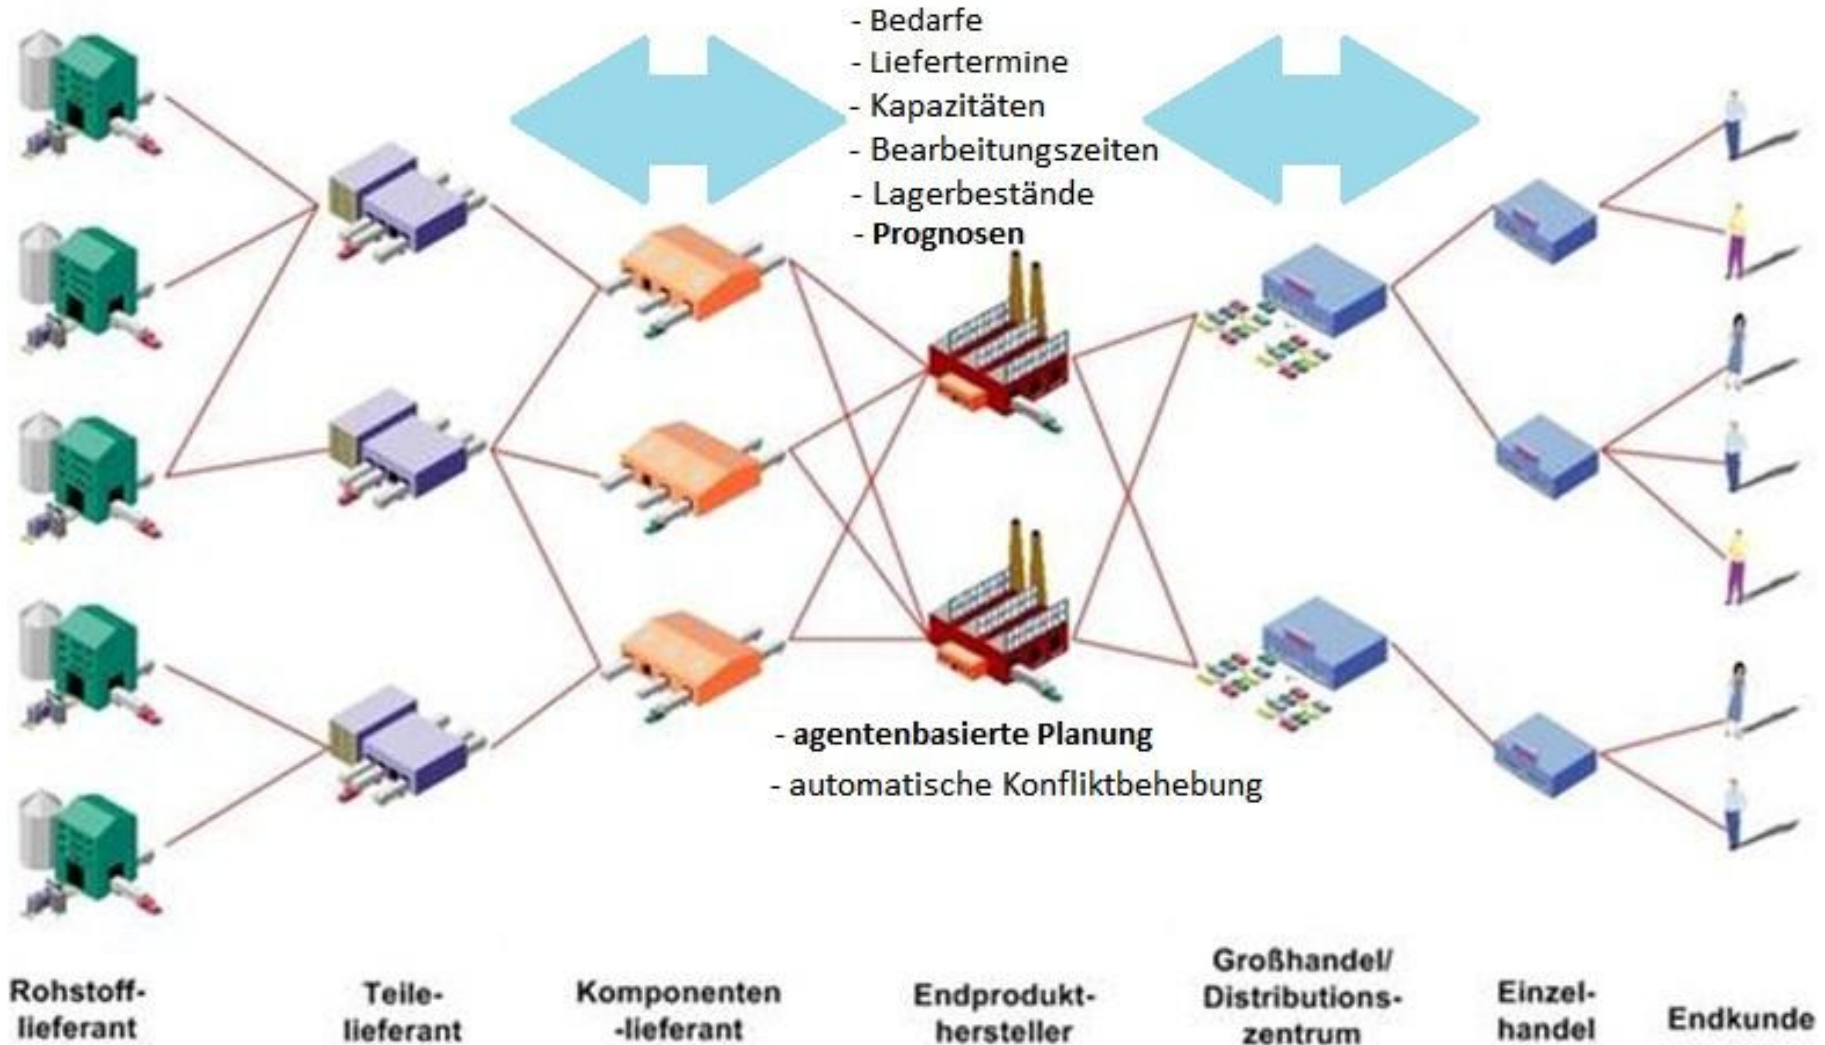 - Bedarfe
- Liefertermine
- Kapazitäten
- Bearbeitungszeiten
- Lagerbestände
- Prognosen
- agentenbasierte Planung
- automatische Konfliktbehebung
Rohstoff-
lieferant
Teile-
lieferant
Komponenten
-lieferant
Endprodukt-
hersteller
Großhandel/
Distributions-
zentrum
Einzel-
handel
Endkunde